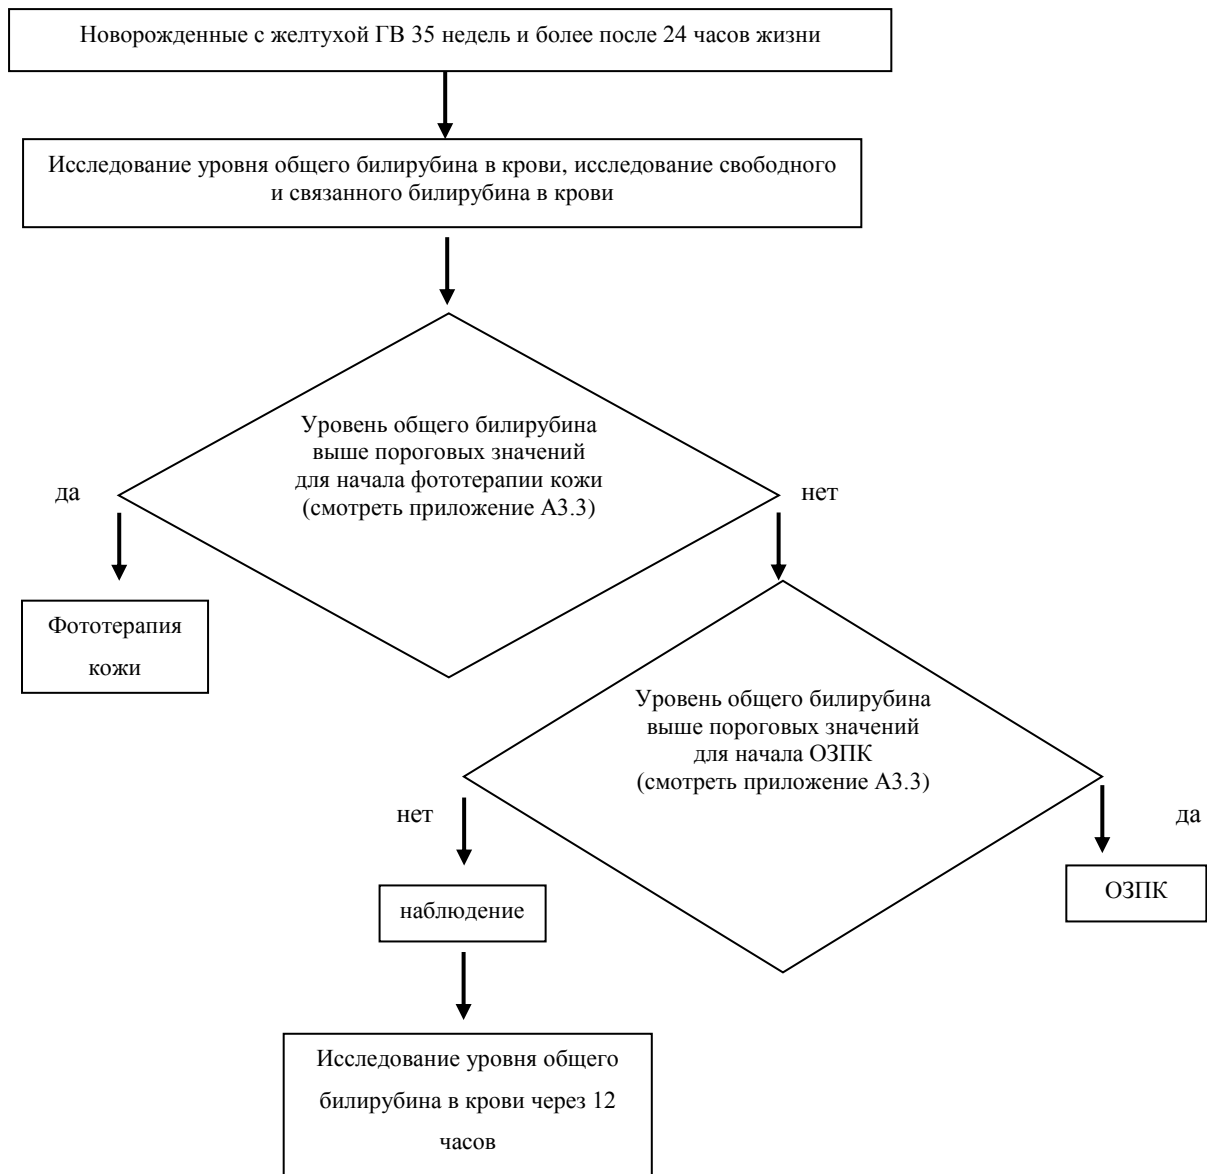 Новорожденные с желтухой ГВ 35 недель и более после 24 часов жизни
Исследование уровня общего билирубина в крови, исследование свободного
и связанного билирубина в крови
Уровень общего билирубина
выше пороговых значений
для начала фототерапии кожи
(смотреть приложение А3.3)
да
нет
Фототерапия
кожи
Уровень общего билирубина
выше пороговых значений
для начала ОЗПК
(смотреть приложение А3.3)
нет
да
наблюдение
ОЗПК
Исследование уровня общего
билирубина в крови через 12
часов